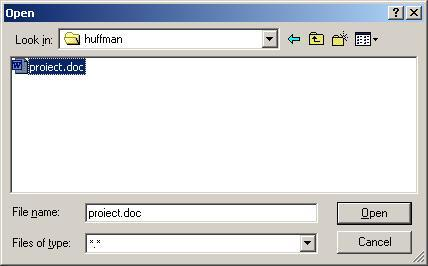 Open
Look in: huffman
proiect.doc
File name: proiect.doc
Open
Files of type: *.*
Cancel